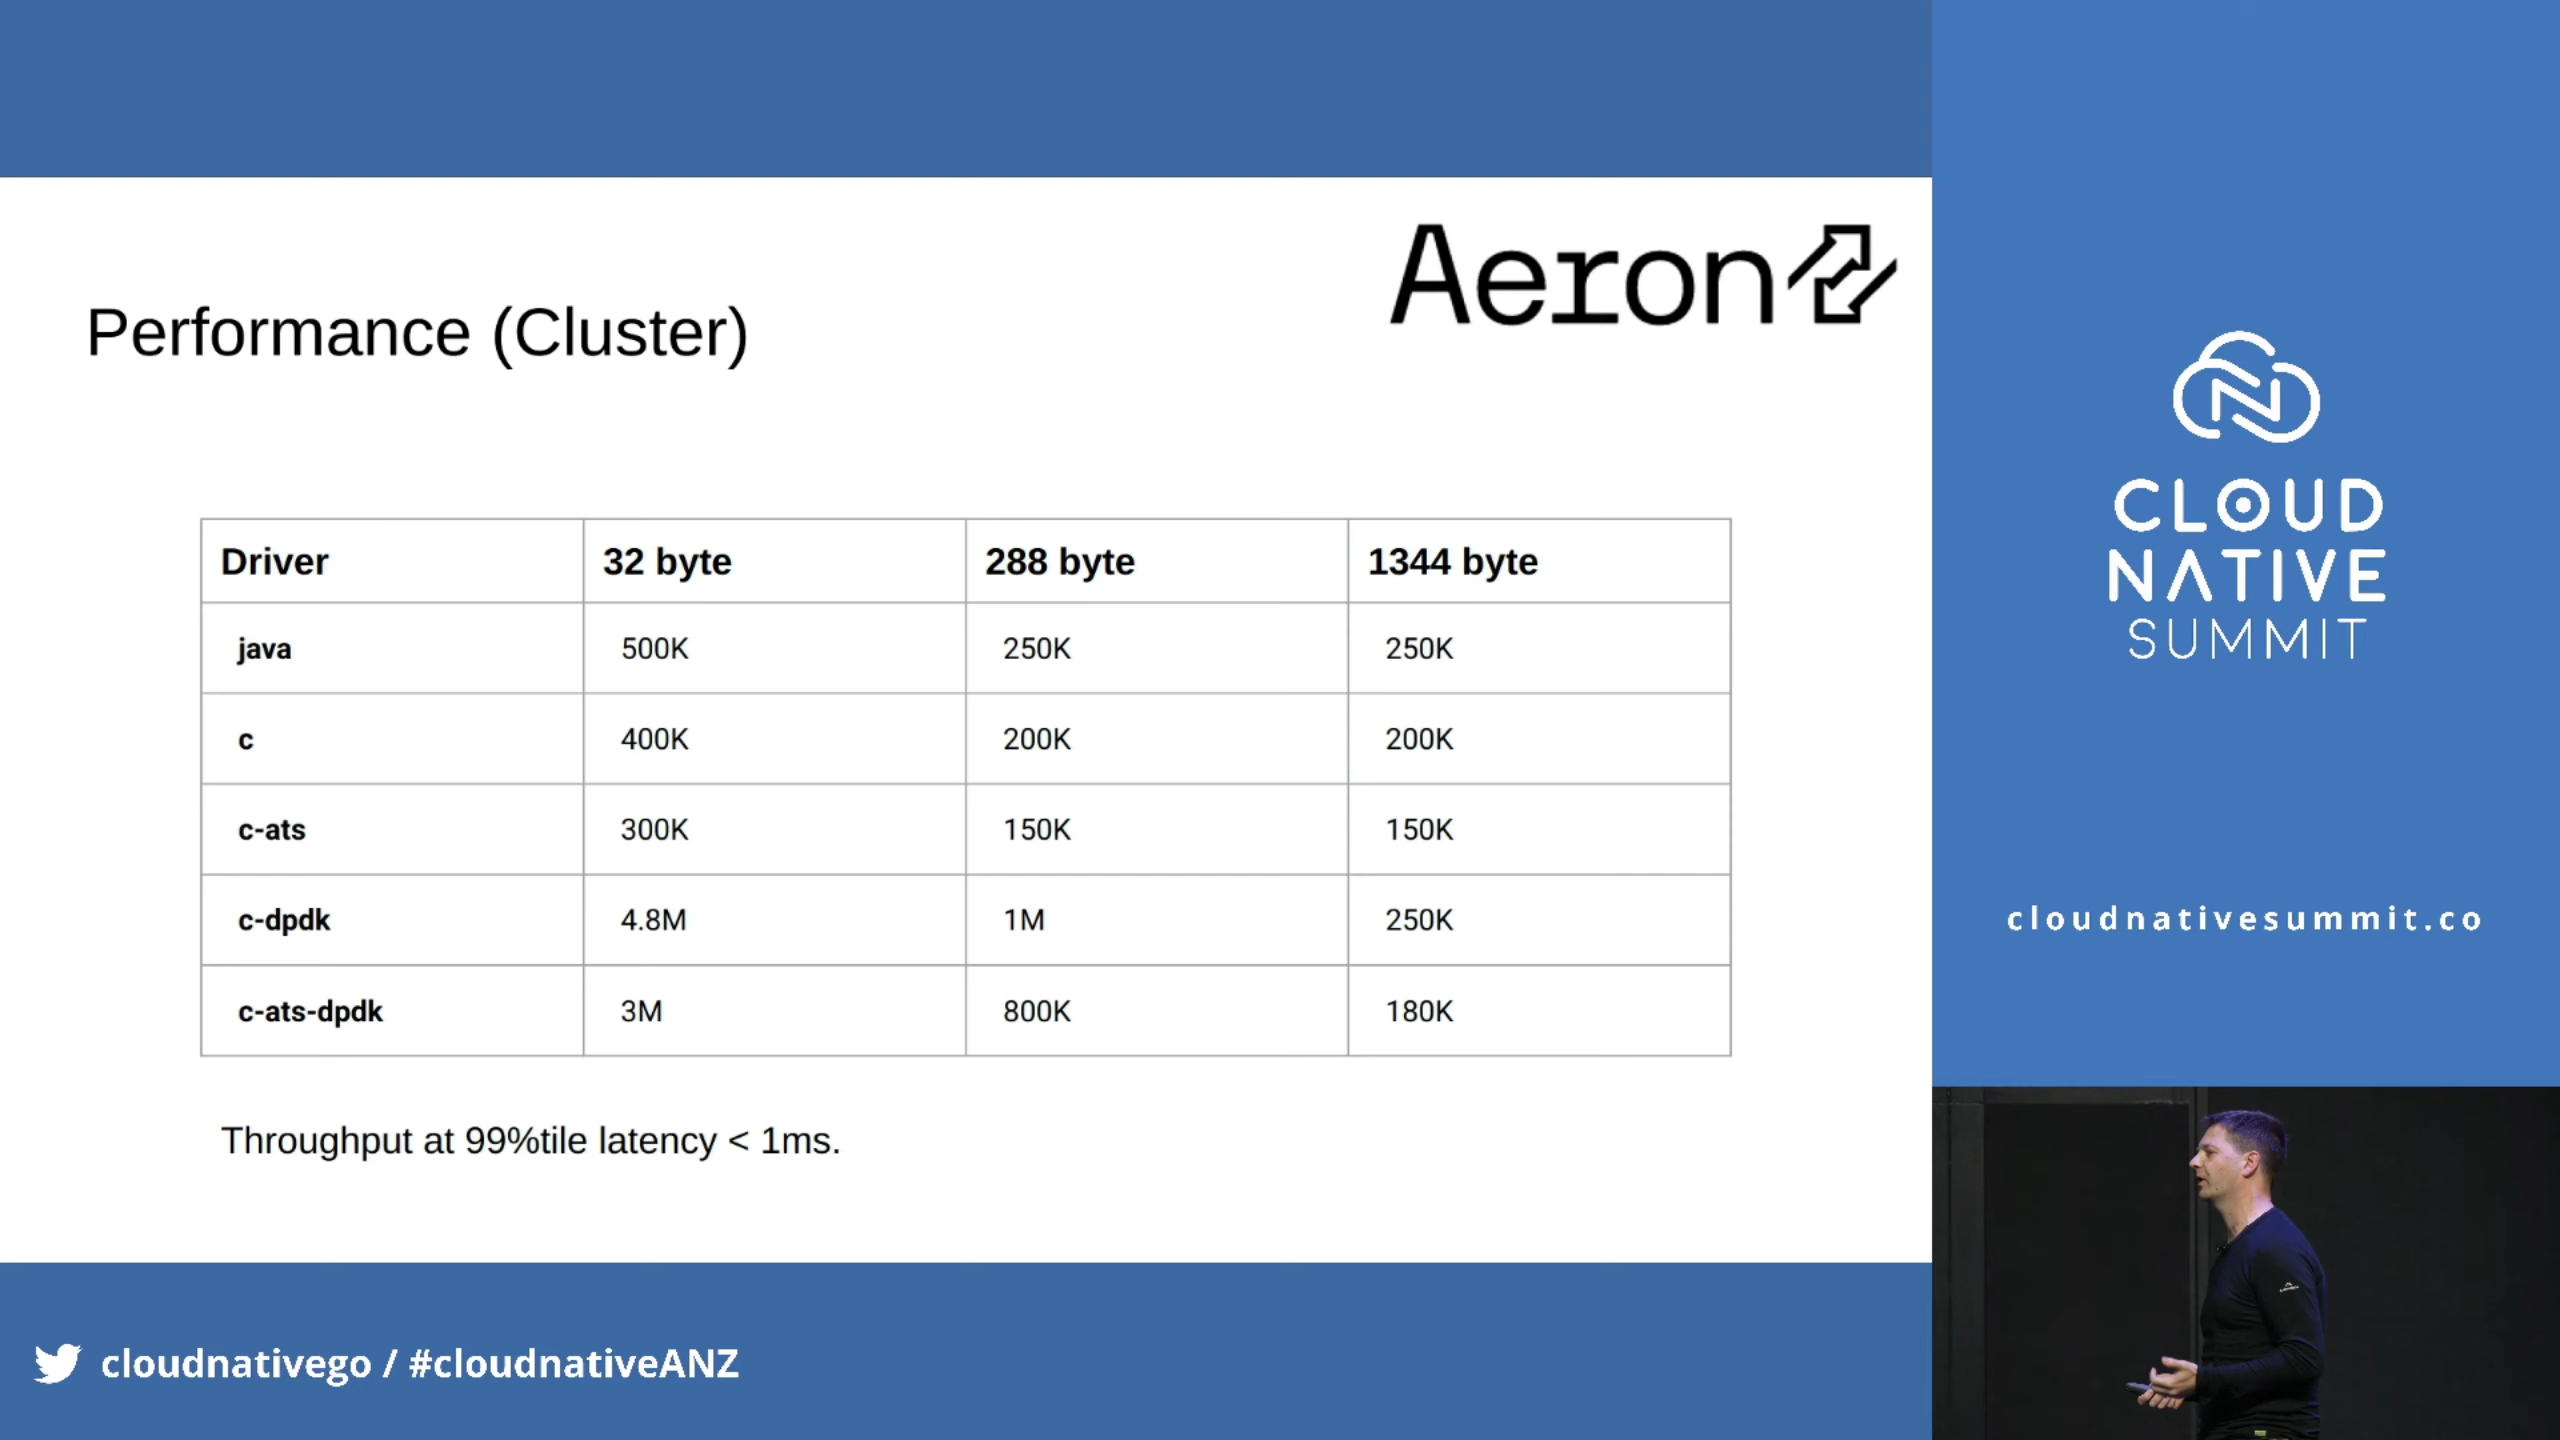 Aeron
Performance (Cluster)
Driver 32 byte 288 byte 1344 byte
java 500K 250K 250K
c 400K 200K 200K
c-ats 300K 150K 150K
c-dpdk 4.8M 1M 250K
c-ats-dpdk 3M 800K 180K
Throughput at 99%tile latency < 1ms.
cloudnativego / #cloudnativeANZ
CLOUD
NATIVE
SUMMIT
cloudnativesummit.co